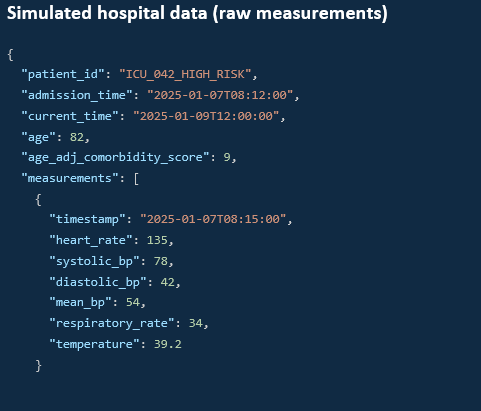 Simulated hospital data (raw measurements)
{
"patient_id": "ICU_042_HIGH_RISK",
"admission_time": "2025-01-07T08:12:00",
"current_time": "2025-01-09T12:00:00",
"age": 82,
"age_adj_comorbidity_score": 9,
"measurements": [
{
"timestamp": "2025-01-07T08:15:00",
"heart_rate": 135,
"systolic_bp": 78,
"diastolic_bp": 42,
"mean_bp": 54,
"respiratory_rate": 34,
"temperature": 39.2
}